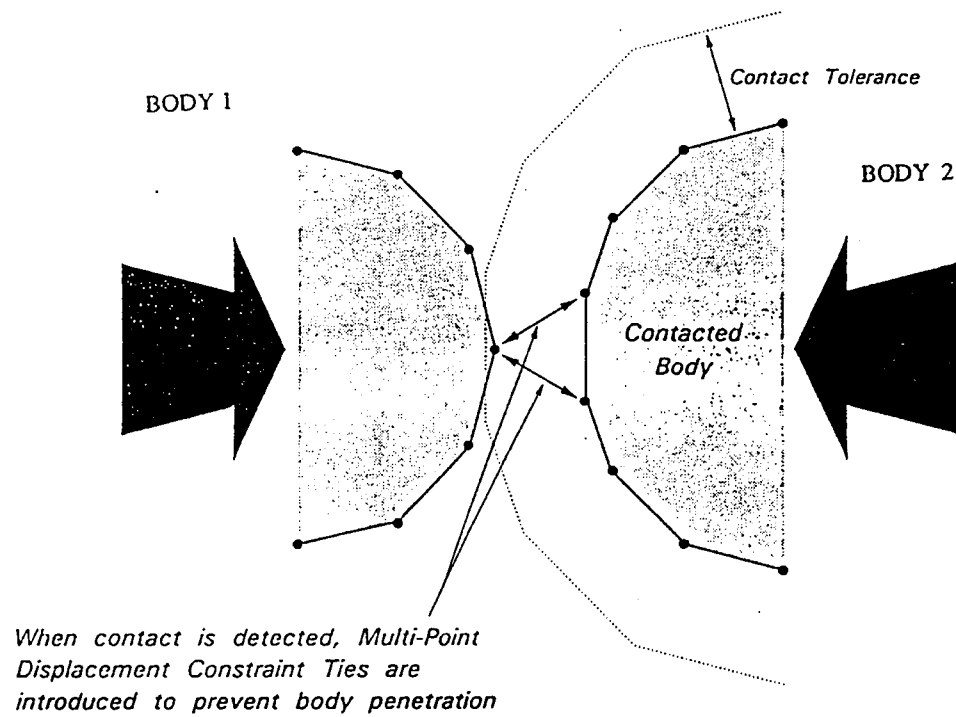 Contact Tolerance
BODY 1
BODY 2
Contacted
Body
When contact is detected, Multi-Point
Displacement Constraint Ties are
introduced to prevent body penetration